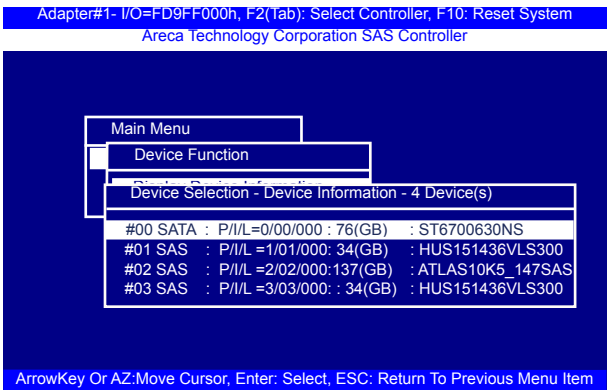 Adapter#1- I/O=FD9FF000h, F2(Tab): Select Controller, F10: Reset System
Areca Technology Corporation SAS Controller
Main Menu
Device Function
Display Device Information
Device Selection - Device Information - 4 Device(s)
#00 SATA : P/I/L=0/00/000 : 76(GB) : ST6700630NS
#01 SAS : P/I/L =1/01/000: 34(GB) : HUS151436VLS300
#02 SAS : P/I/L =2/02/000:137(GB) : ATLAS10K5_147SAS
#03 SAS : P/I/L =3/03/000: : 34(GB) : HUS151436VLS300
ArrowKey Or AZ:Move Cursor, Enter: Select, ESC: Return To Previous Menu Item